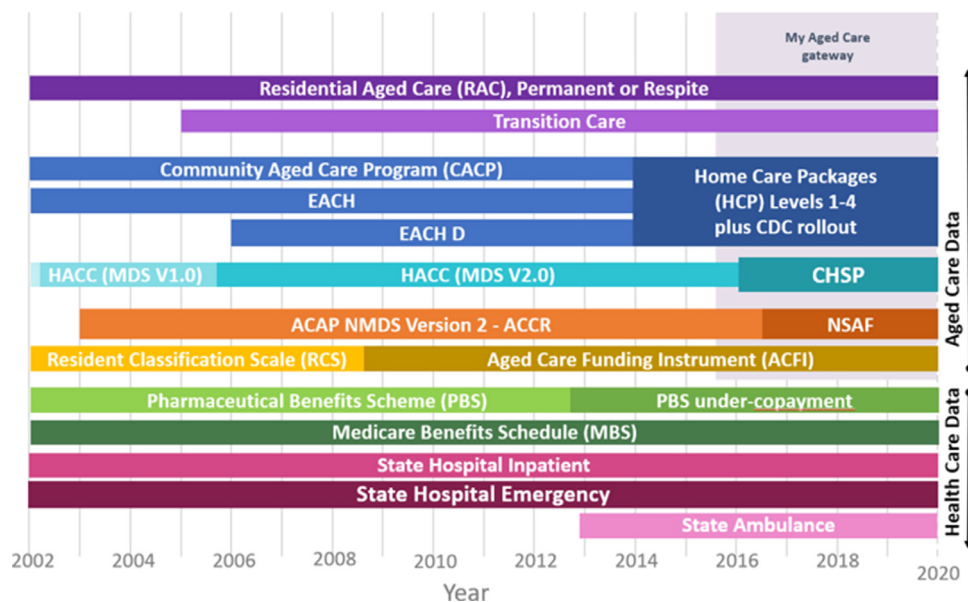 My Aged Care
gateway
Residential Aged Care (RAC), Permanent or Respite
Transition Care
Community Aged Care Program (CACP)
EACH
EACH D
Home Care Packages
(HCP) Levels 1-4
plus CDC rollout
HACC (MDS V1.0)
HACC (MDS V2.0)
CHSP
ACAP NMDS Version 2 - ACCR
NSAF
Resident Classification Scale (RCS)
Aged Care Funding Instrument (ACFI)
Aged Care Data
Pharmaceutical Benefits Scheme (PBS)
PBS under-copayment
Medicare Benefits Schedule (MBS)
State Hospital Inpatient
State Hospital Emergency
State Ambulance
Health Care Data
2002 2004 2006 2008 2010 2012 2014 2016 2018 2020
Year